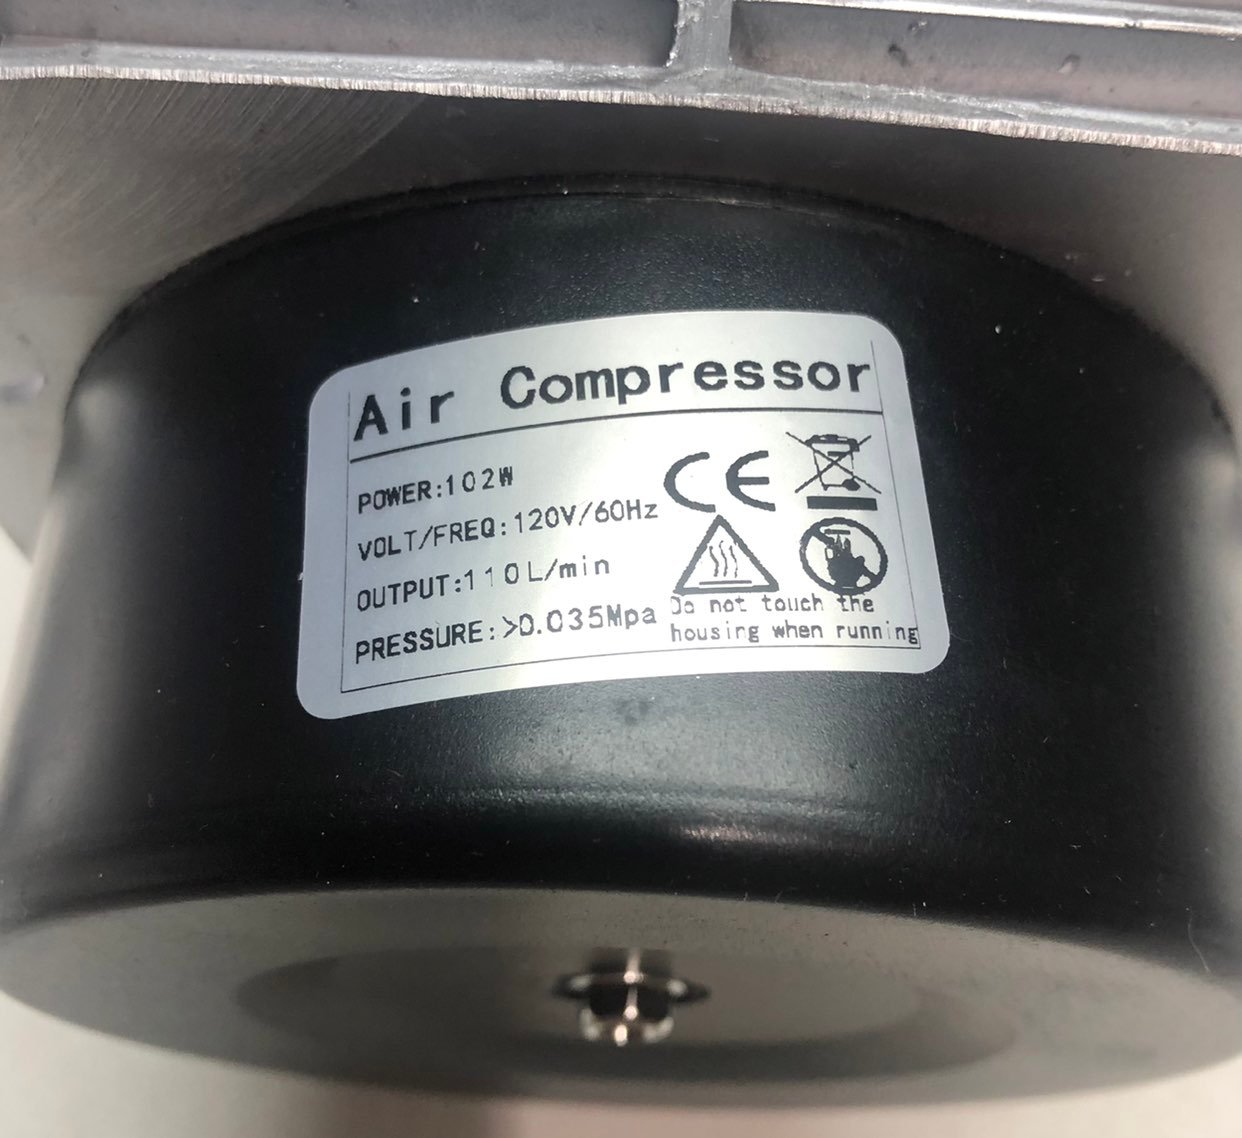 Air Compressor
POWER:102W
VOLT/FREQ:120V/60Hz
OUTPUT:110L/min
PRESSURE:>0.035Mpa
CE
Do not touch the
housing when running